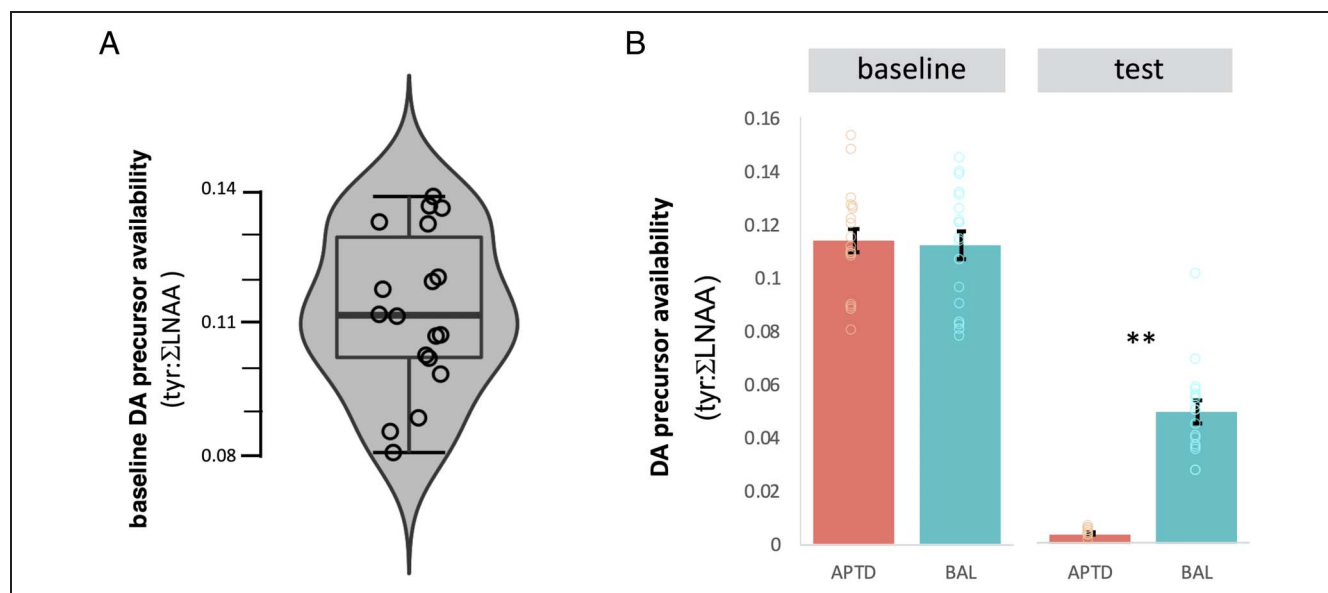 A
baseline DA precursor availability
(tyr:ΣLNAA )
0.14
0.11
0.08
B
baseline
test
DA precursor availability
(tyr:ΣLNAA)
0.16
0.14
0.12
0.1
0.08
0.06
0.04
0.02
0
**
APTD
BAL
APTD
BAL